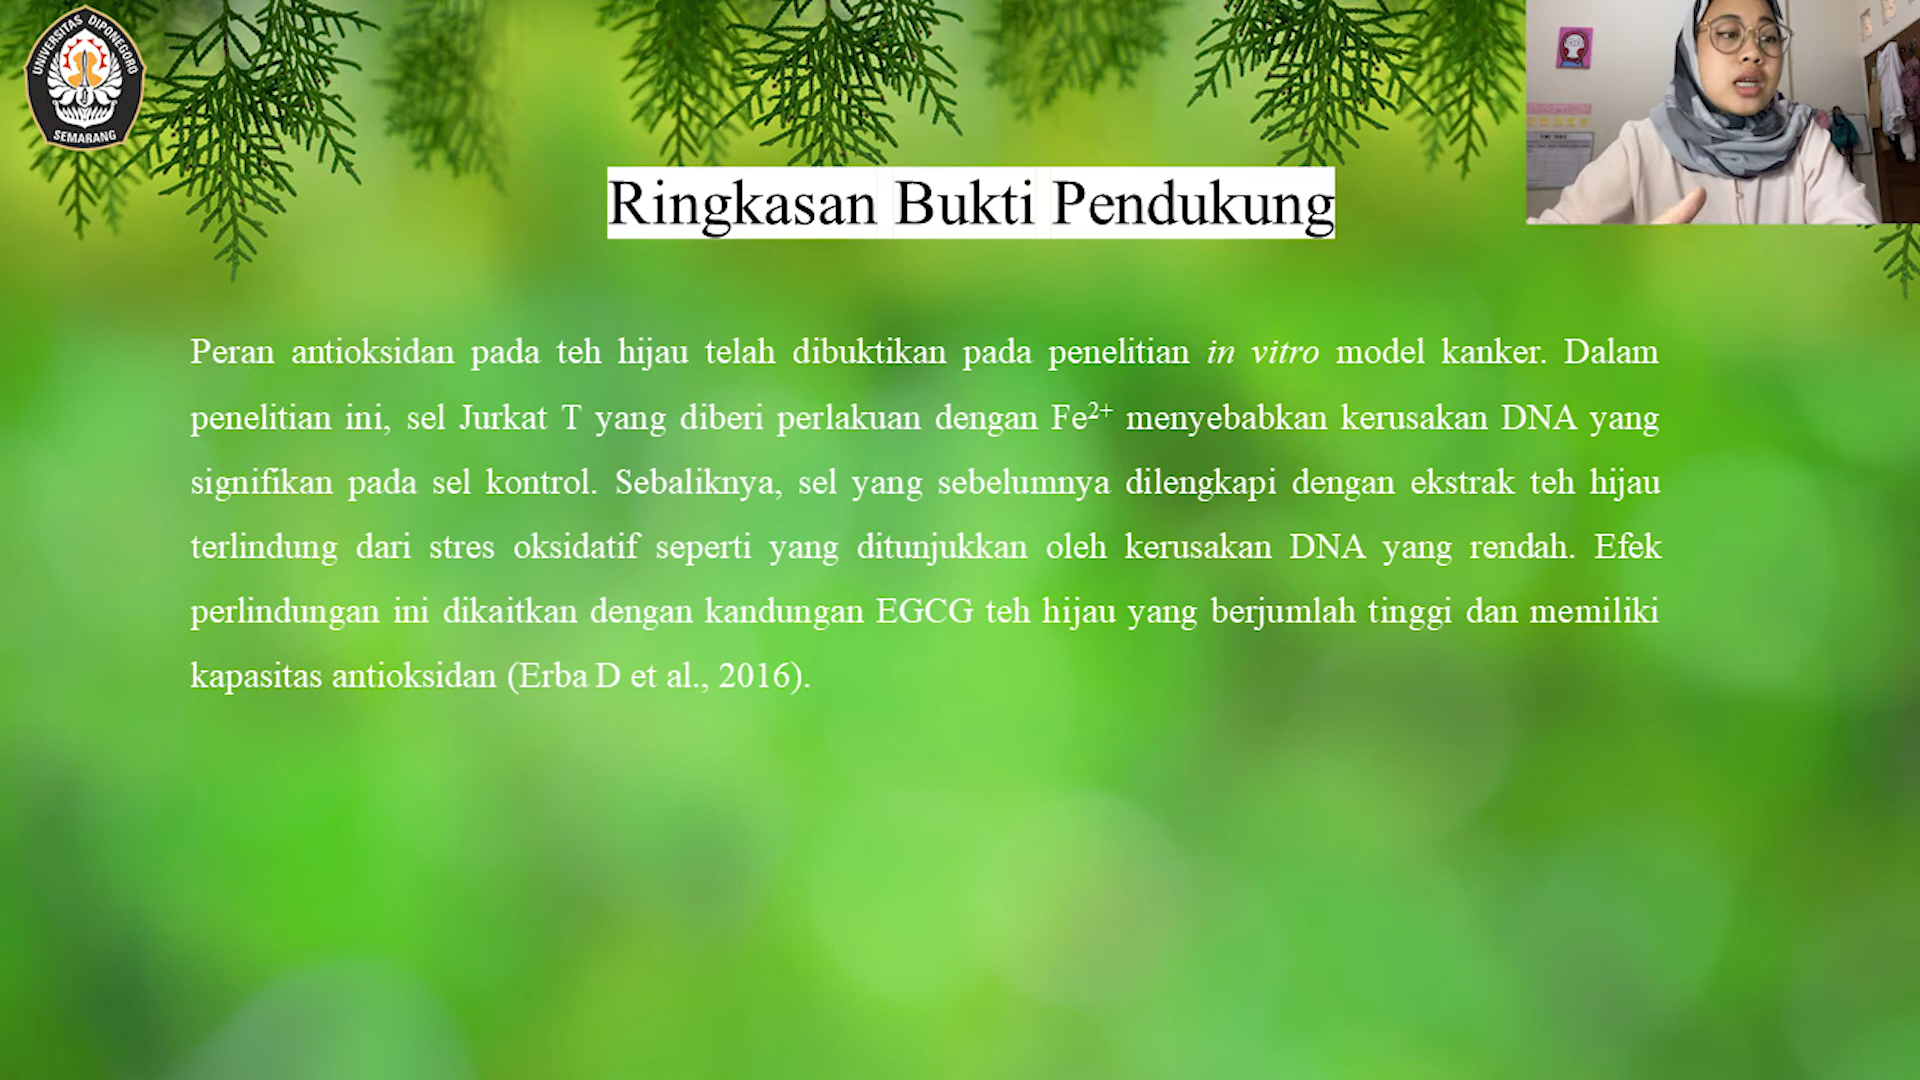 UNIVERSITAS DIPONEGORO
SEMARANG
Ringkasan Bukti Pendukung
Peran antioksidan pada teh hijau telah dibuktikan pada penelitian in vitro model kanker. Dalam
penelitian ini, sel Jurkat T yang diberi perlakuan dengan Fe²⁺ menyebabkan kerusakan DNA yang
signifikan pada sel kontrol. Sebaliknya, sel yang sebelumnya dilengkapi dengan ekstrak teh hijau
terlindung dari stres oksidatif seperti yang ditunjukkan oleh kerusakan DNA yang rendah. Efek
perlindungan ini dikaitkan dengan kandungan EGCG teh hijau yang berjumlah tinggi dan memiliki
kapasitas antioksidan (Erba D et al., 2016).